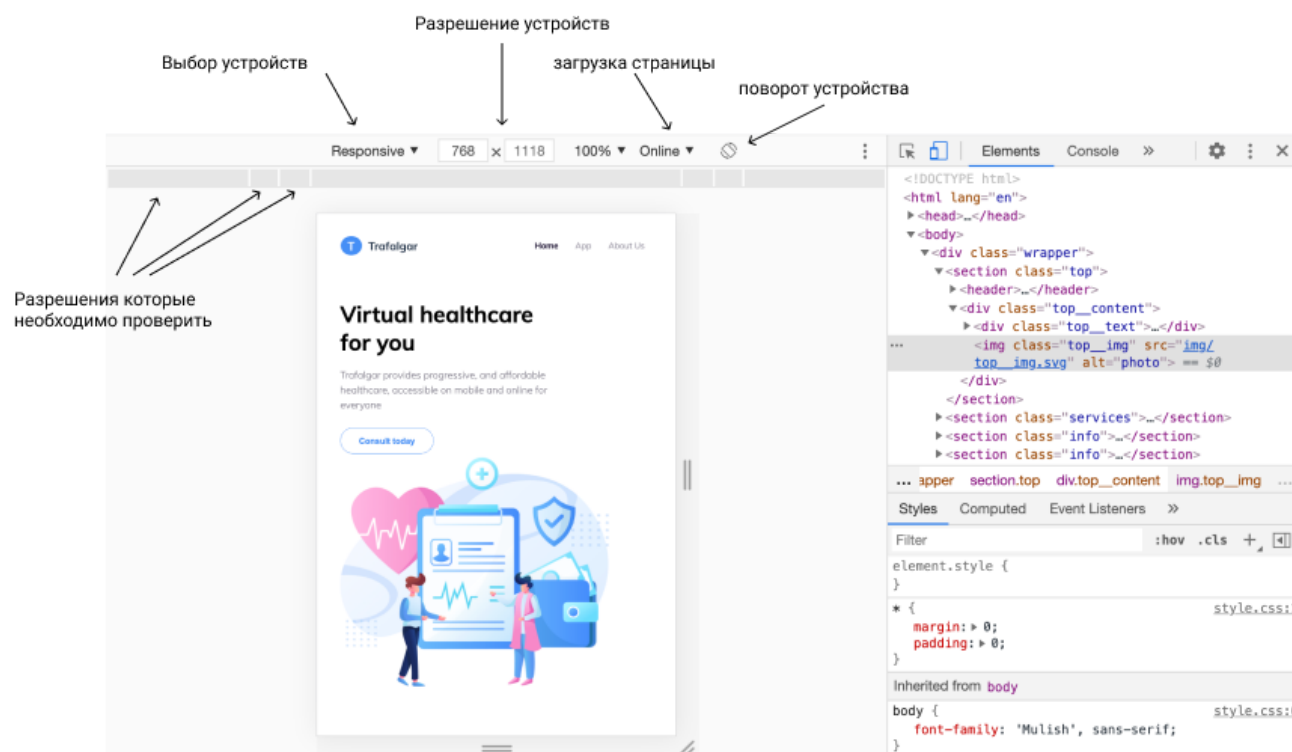 Разрешение устройств
Выбор устройств
загрузка страницы
поворот устройства
Responsive ▼ 768 x 1118 100% ▼ Online ▼
Разрешения которые
необходимо проверить
T Trafalgar Home App About Us
Virtual healthcare
for you
Trafalgar provides progressive, and affordable
healthcare, accessible on mobile and online for
everyone
Consult today
Elements Console »
<!DOCTYPE html>
<html lang="en">
▶<head>…</head>
▼<body>
▼<div class="wrapper">
▼<section class="top">
▶<header>…</header>
▼<div class="top__content">
▶<div class="top__text">…</div>
… <img class="top__img" src="img/
top__img.svg" alt="photo"> == $0
</div>
</section>
▶<section class="services">…</section>
▶<section class="info">…</section>
▶<section class="info">…</section>
… apper section.top div.top__content img.top__img …
Styles Computed Event Listeners »
Filter :hov .cls +
element.style {
}
* { style.css:
margin:▶ 0;
padding:▶ 0;
}
Inherited from body
body { style.css:
font-family: 'Mulish', sans-serif;
}